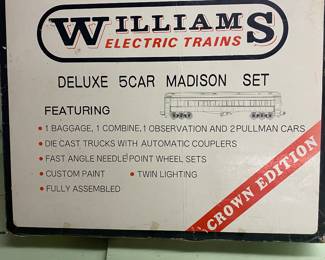 WILLIAMS
ELECTRIC TRAINS
DELUXE 5CAR MADISON SET
FEATURING
• 1 BAGGAGE, 1 COMBINE, 1 OBSERVATION AND 2 PULLMAN CARS
• DIE CAST TRUCKS WITH AUTOMATIC COUPLERS
• FAST ANGLE NEEDLE POINT WHEEL SETS
• CUSTOM PAINT • TWIN LIGHTING
• FULLY ASSEMBLED
CROWN EDITION